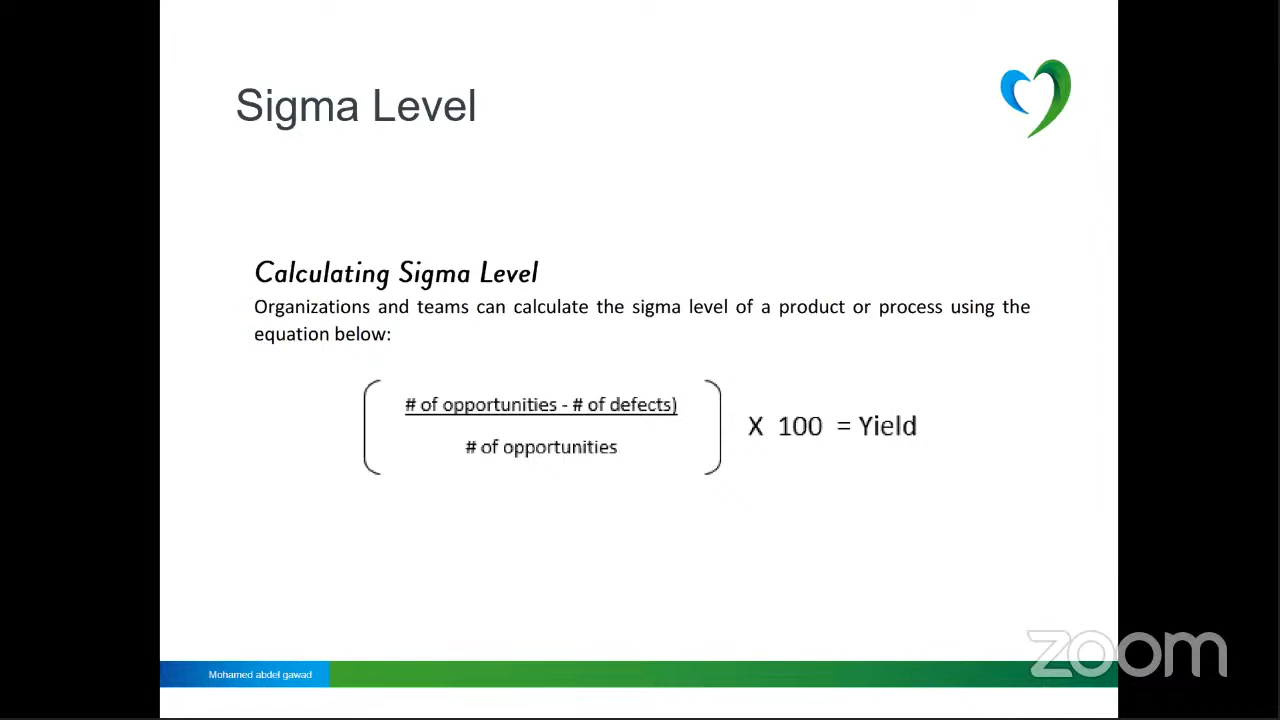 Sigma Level
Calculating Sigma Level
Organizations and teams can calculate the sigma level of a product or process using the
equation below:
# of opportunities - # of defects)
# of opportunities
X 100 = Yield
Mohamed abdel gawad
zoom